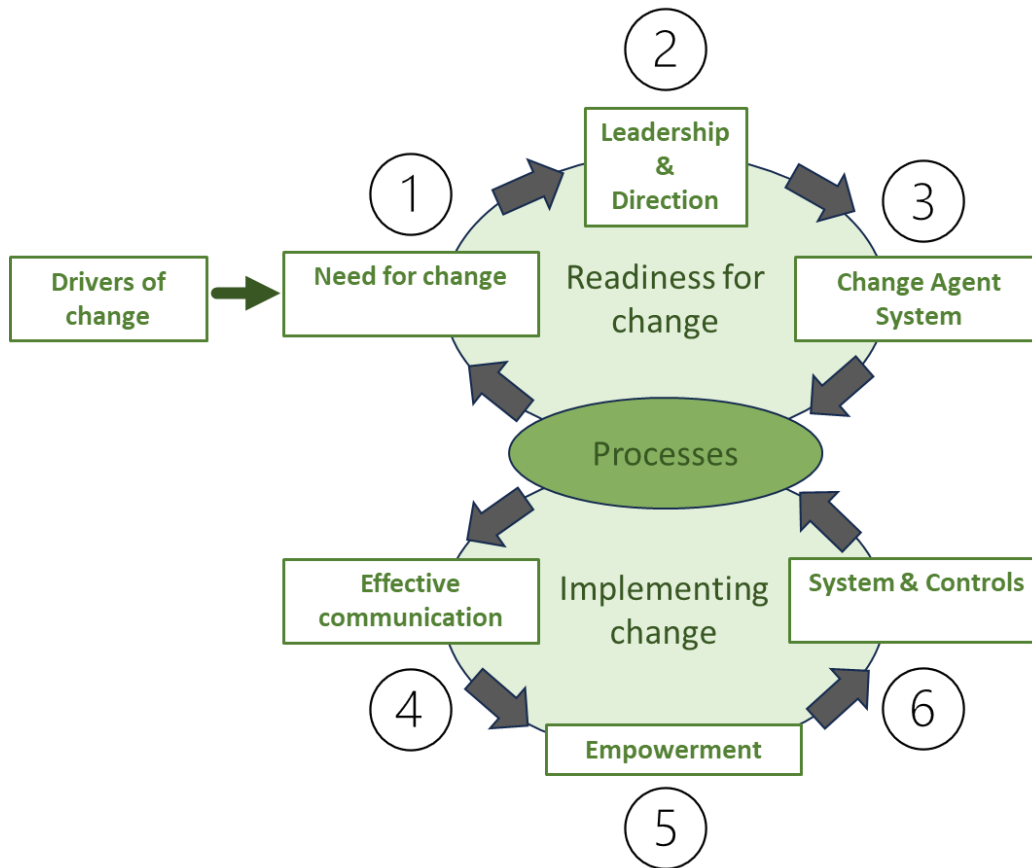 2
Leadership
&
Direction
1
3
Drivers of
change
Need for change
Readiness for
change
Change Agent
System
Processes
Effective
communication
Implementing
change
System & Controls
4
6
Empowerment
5